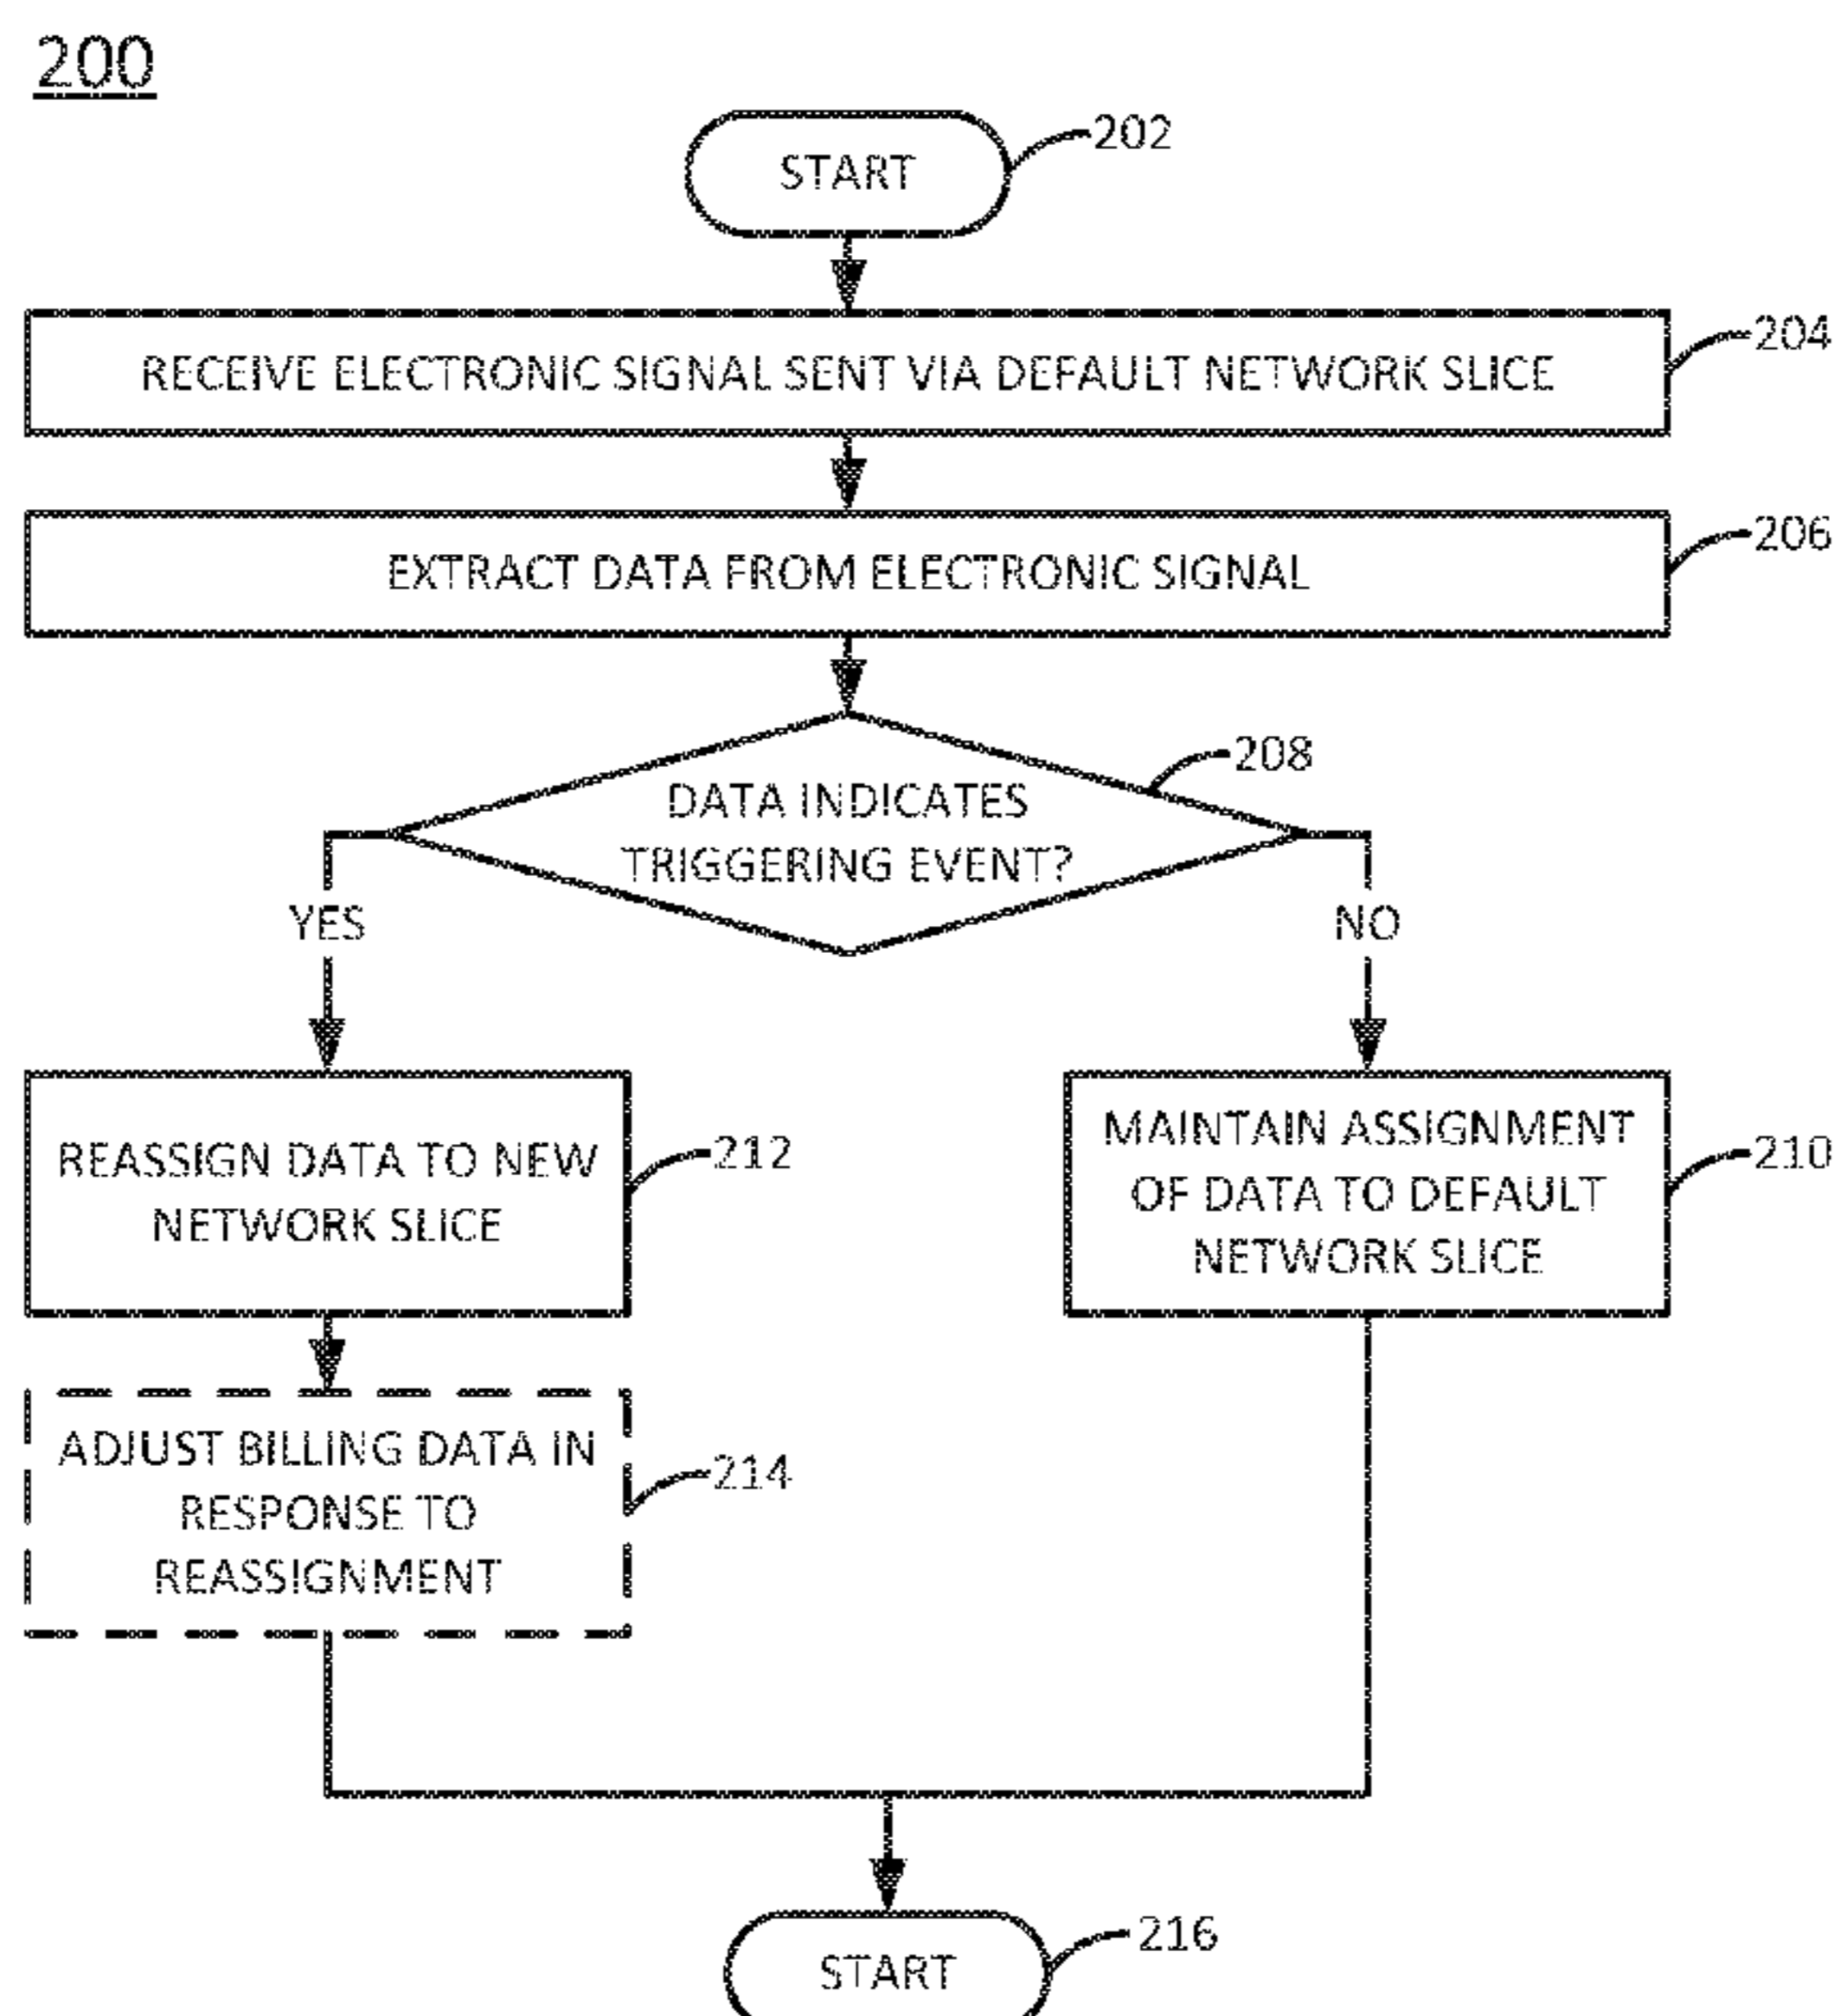 200
START
202
RECEIVE ELECTRONIC SIGNAL SENT VIA DEFAULT NETWORK SLICE
204
EXTRACT DATA FROM ELECTRONIC SIGNAL
206
DATA INDICATES
TRIGGERING EVENT?
208
YES
NO
REASSIGN DATA TO NEW
NETWORK SLICE
212
MAINTAIN ASSIGNMENT
OF DATA TO DEFAULT
NETWORK SLICE
210
ADJUST BILLING DATA IN
RESPONSE TO
REASSIGNMENT
214
START
216